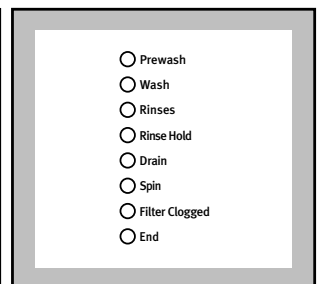 Prewash
Wash
Rinses
Rinse Hold
Drain
Spin
Filter Clogged
End